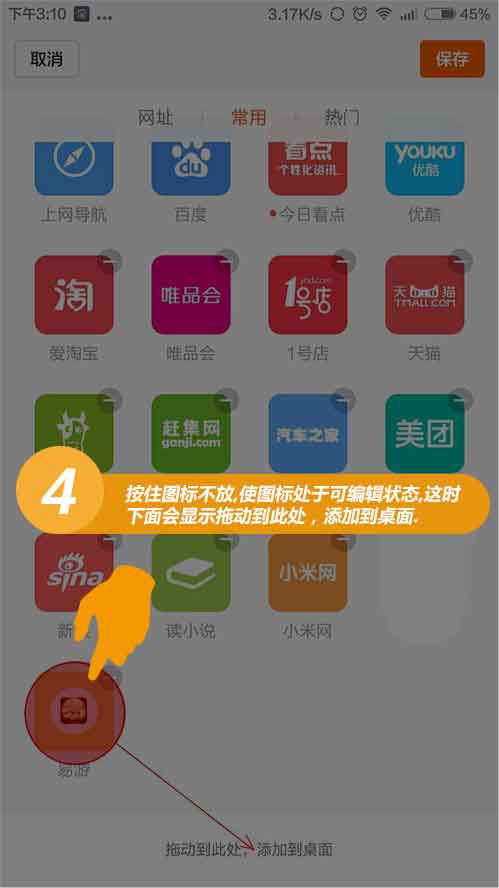 下午3:10 ... 3.17K/s 45%
取消 保存
网址 常用 热门
du 看点 个性化资讯 YOUKU 优酷
上网导航 百度 今日看点 优酷
淘 唯品会 yhd.com 1号店 天猫 TMALL.COM
爱淘宝 唯品会 1号店 天猫
赶集网 ganji.com 汽车之家 美团
4 按住图标不放,使图标处于可编辑状态,这时
下面会显示拖动到此处，添加到桌面.
sina 小米网
新 读小说 小米网
易游
拖动到此处，添加到桌面